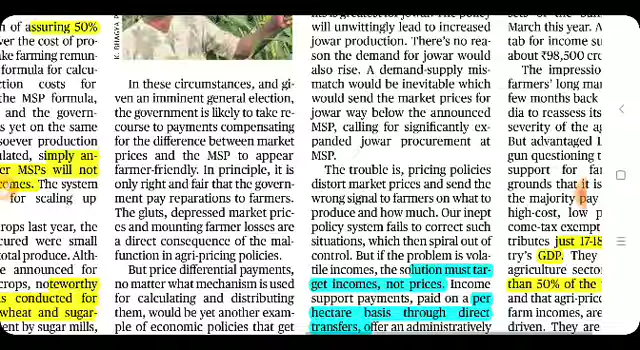 n of assuring 50%
ver the cost of pro-
ke farming remun-
formula for calcu-
ction costs for
the MSP formula,
and the govern-
s yet on the same
soever production
ulated, simply an-
er MSPs will not
comes. The system
for scaling up
rops last year, the
cured were small
total produce. Alth-
e announced for
crops, noteworthy
s conducted for
wheat and sugar-
ent by sugar mills,
K. BHAGYA P
In these circumstances, and gi-
ven an imminent general election,
the government is likely to take re-
course to payments compensating
for the difference between market
prices and the MSP to appear
farmer-friendly. In principle, it is
only right and fair that the govern-
ment pay reparations to farmers.
The gluts, depressed market pric-
es and mounting farmer losses are
a direct consequence of the mal-
function in agri-pricing policies.
But price differential payments,
no matter what mechanism is used
for calculating and distributing
them, would be yet another exam-
ple of economic policies that get
will unwittingly lead to increased
jowar production. There's no rea-
son the demand for jowar would
also rise. A demand-supply mis-
match would be inevitable which
would send the market prices for
jowar way below the announced
MSP, calling for significantly ex-
panded jowar procurement at
MSP.
The trouble is, pricing policies
distort market prices and send the
wrong signal to farmers on what to
produce and how much. Our inept
policy system fails to correct such
situations, which then spiral out of
control. But if the problem is vola-
tile incomes, the solution must tar-
get incomes, not prices. Income
support payments, paid on a per
hectare basis through direct
transfers, offer an administratively
March this year. A
tab for income su
about ₹98,500 cro
The impressio
farmers' long mar
few months back
dia to reassess its
severity of the ag
But advantaged I
gun questioning t
support for far
grounds that it is
the majority pay
high-cost, low p
come-tax exempt
tributes just 17-18
try's GDP. They
agriculture secto
than 50% of the
and that agri-pric
farm incomes, are
driven. They are